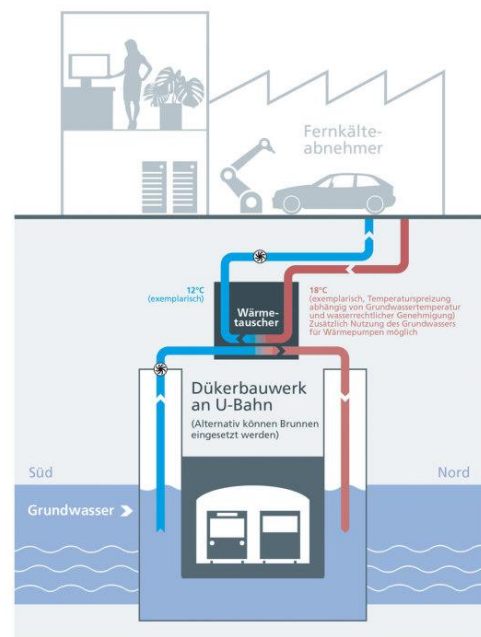 Fernkälte-
abnehmer
12°C
(exemplarisch)
18°C
(exemplarisch, Temperaturspreizung
abhängig von Grundwassertemperatur
und wasserrechtlicher Genehmigung)
Zusätzlich Nutzung des Grundwassers
für Wärmepumpen möglich
Wärme-
tauscher
Dükerbauwerk
an U-Bahn
(Alternativ können Brunnen
eingesetzt werden)
Süd
Nord
Grundwasser